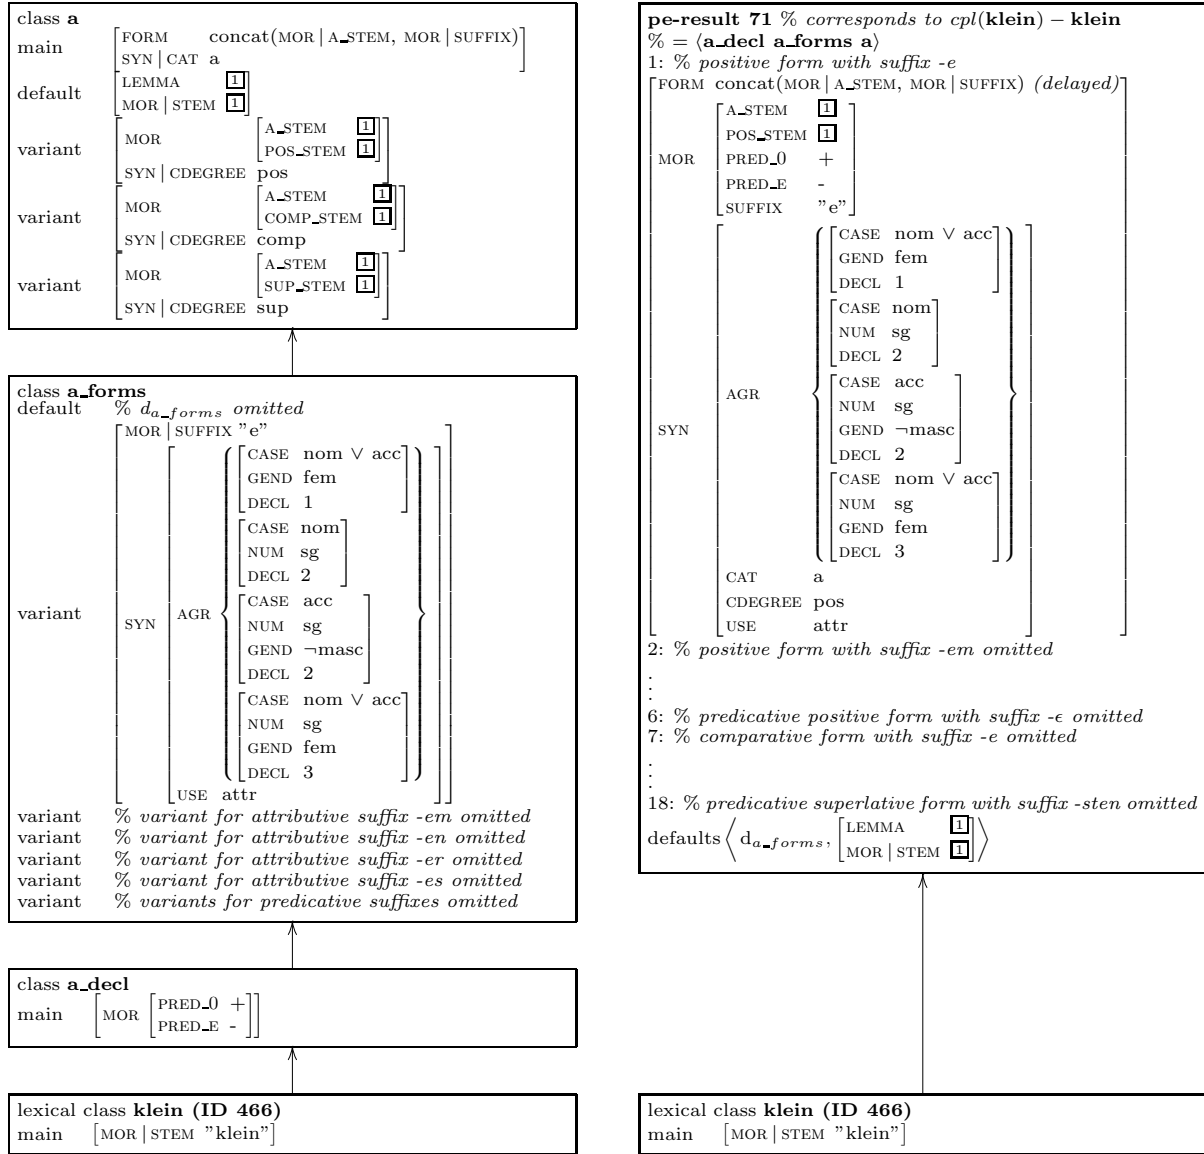 class a
main [FORM concat(MOR | A_STEM, MOR | SUFFIX)]
[SYN | CAT a]
default [LEMMA 1]
[MOR | STEM 1]
variant [MOR [A_STEM 1]
[POS_STEM 1]
SYN | CDEGREE pos]
variant [MOR [A_STEM 1]
[COMP_STEM 1]
SYN | CDEGREE comp]
variant [MOR [A_STEM 1]
[SUP_STEM 1]
SYN | CDEGREE sup]
class a_forms
default % d_{a_forms} omitted
MOR | SUFFIX ”e”
CASE nom ∨ acc
GEND fem
DECL 1
CASE nom
NUM sg
DECL 2
variant SYN AGR CASE acc
NUM sg
GEND ¬masc
DECL 2
CASE nom ∨ acc
NUM sg
GEND fem
DECL 3
USE attr
variant % variant for attributive suffix -em omitted
variant % variant for attributive suffix -en omitted
variant % variant for attributive suffix -er omitted
variant % variant for attributive suffix -es omitted
variant % variants for predicative suffixes omitted
class a_decl
main [MOR [PRED_0 +]
[PRED_E -]]
lexical class klein (ID 466)
main [MOR | STEM ”klein”]
pe-result 71 % corresponds to cpl(klein) − klein
% = ⟨a_decl a_forms a⟩
1: % positive form with suffix -e
FORM concat(MOR | A_STEM, MOR | SUFFIX) (delayed)
A_STEM 1
POS_STEM 1
MOR PRED_0 +
PRED_E -
SUFFIX ”e”
CASE nom ∨ acc
GEND fem
DECL 1
CASE nom
NUM sg
DECL 2
AGR CASE acc
NUM sg
SYN GEND ¬masc
DECL 2
CASE nom ∨ acc
NUM sg
GEND fem
DECL 3
CAT a
CDEGREE pos
USE attr
2: % positive form with suffix -em omitted
⋮
6: % predicative positive form with suffix -ϵ omitted
7: % comparative form with suffix -e omitted
⋮
18: % predicative superlative form with suffix -sten omitted
defaults ⟨d_{a_forms}, [LEMMA 1]
[MOR | STEM 1]⟩
lexical class klein (ID 466)
main [MOR | STEM ”klein”]